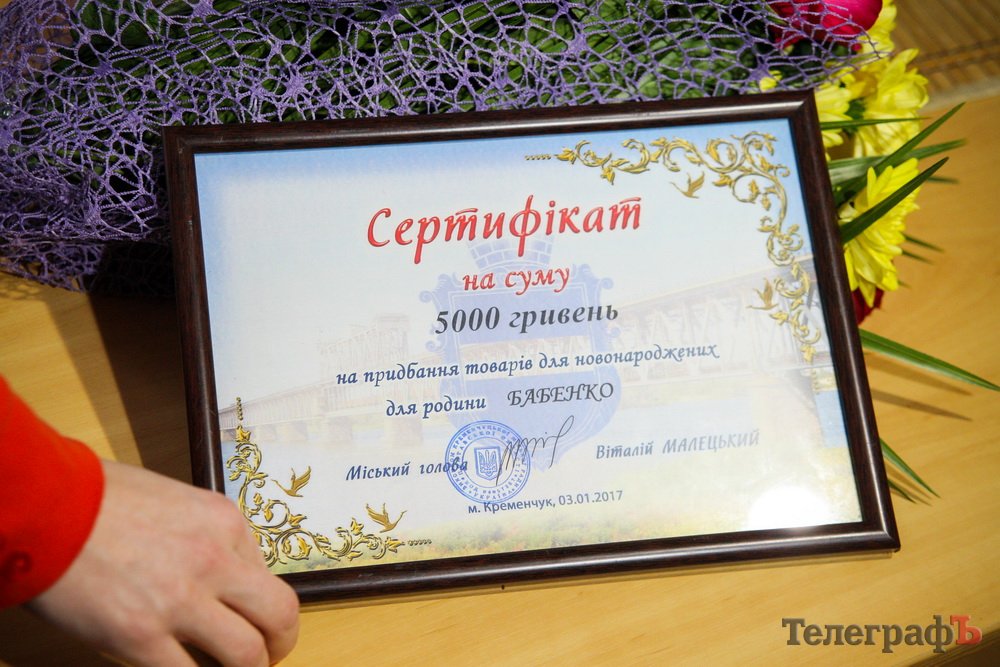 Сертифікат
на суму
5000 гривень
на придбання товарів для новонароджених
для родини БАБЕНКО
Міський голова Віталій МАЛЕЦЬКИЙ
м. Кременчук, 03.01.2017
ТелеграфЪ